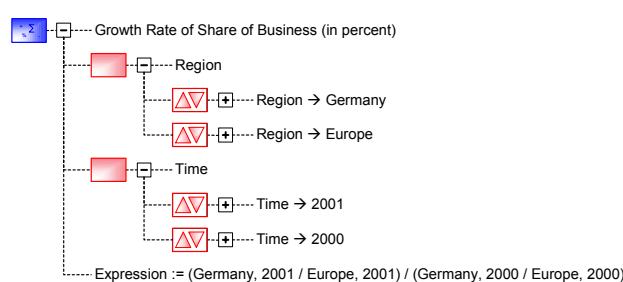 Growth Rate of Share of Business (in percent)
Region
Region → Germany
Region → Europe
Time
Time → 2001
Time → 2000
Expression := (Germany, 2001 / Europe, 2001) / (Germany, 2000 / Europe, 2000)